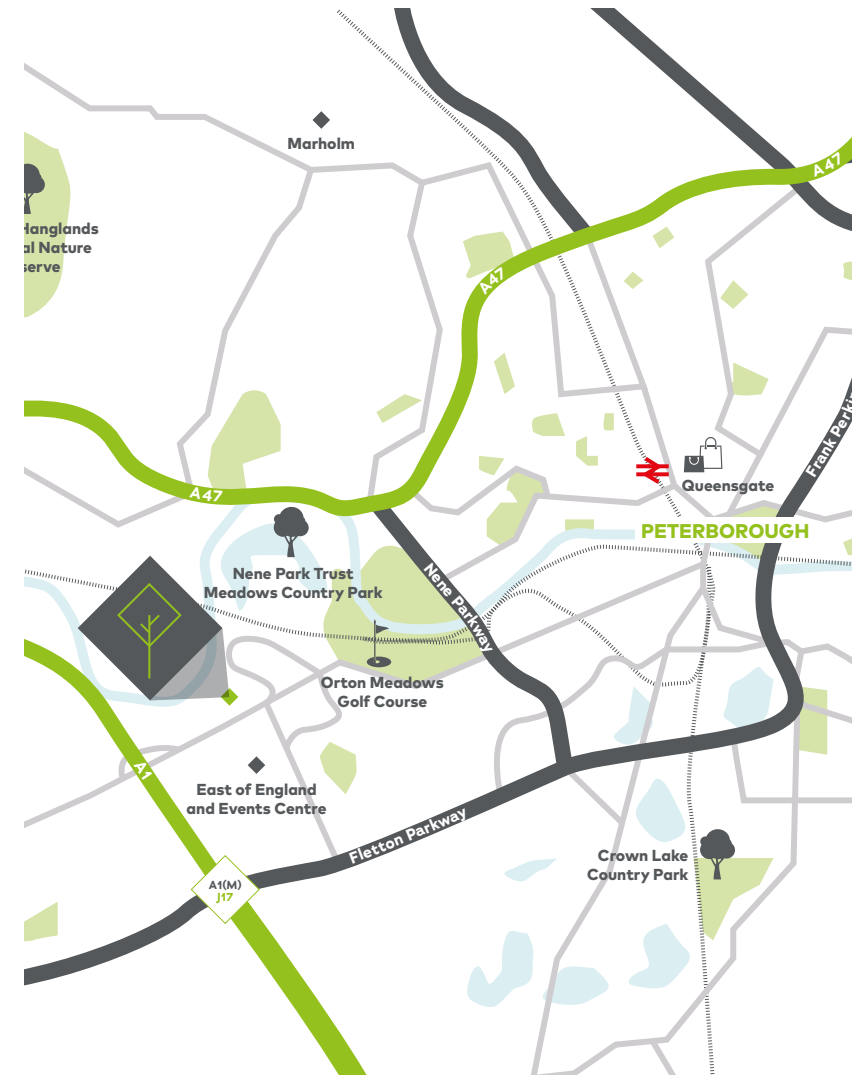 Marholm
A47
Hanglands
al Nature
serve
A47
Frank Perki
Queensgate
A47
PETERBOROUGH
Nene Park Trust
Meadows Country Park
Nene Parkway
Orton Meadows
Golf Course
A1
East of England
and Events Centre
Fletton Parkway
Crown Lake
Country Park
A1(M)
J17